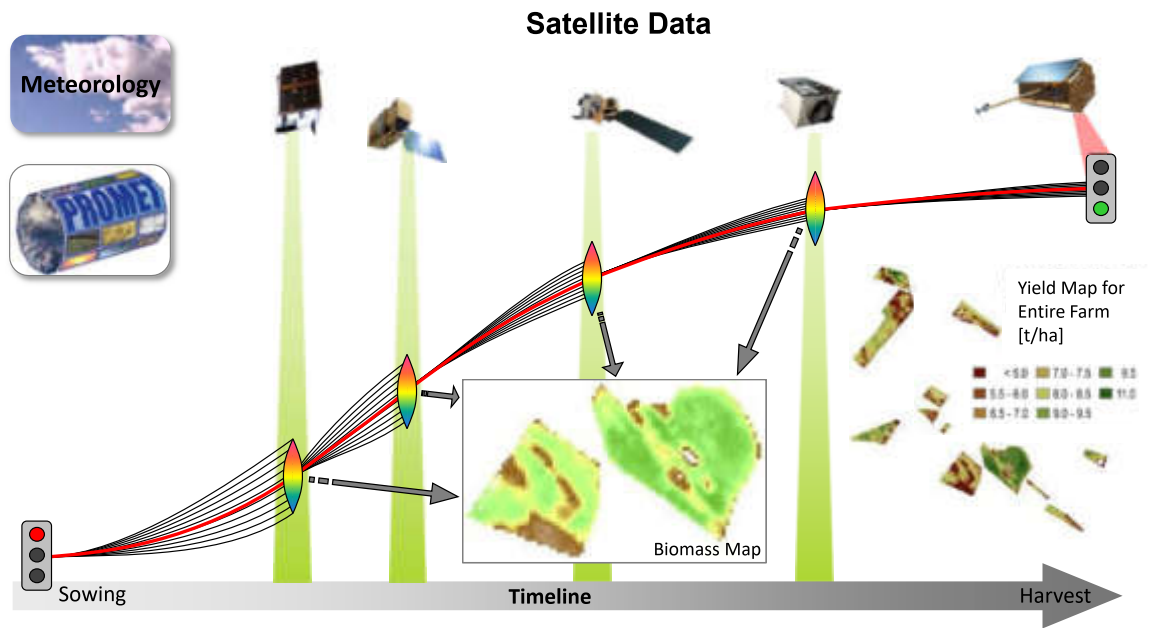 Satellite Data
Meteorology
PROMET
Yield Map for
Entire Farm
[t/ha]
7.0 - 7.5
9.5
5.5 - 6.0
8.0 - 8.5
11.0
6.5 - 7.0
9.0 - 9.5
Biomass Map
Sowing
Timeline
Harvest